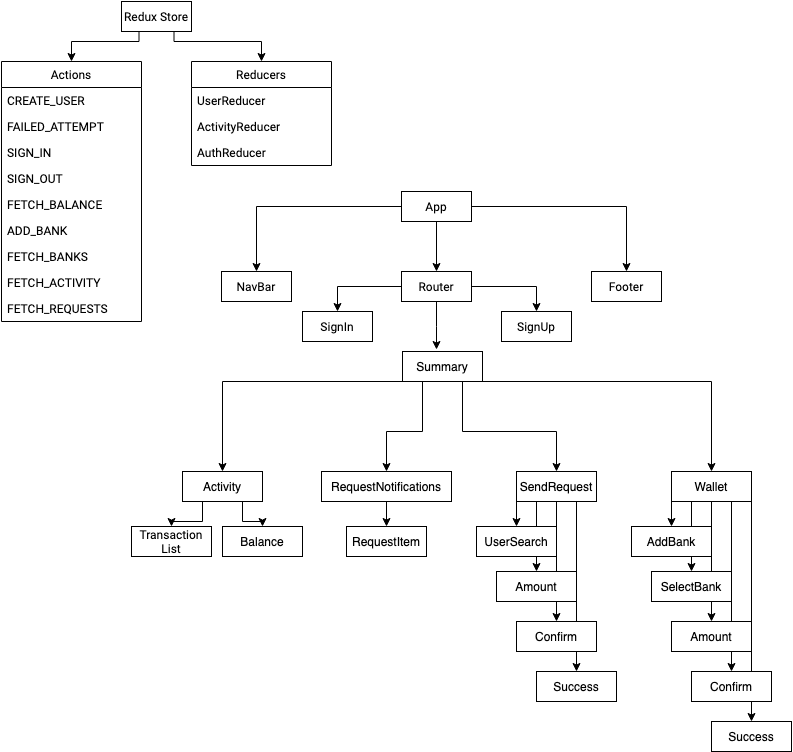 Redux Store
Actions
CREATE_USER
FAILED_ATTEMPT
SIGN_IN
SIGN_OUT
FETCH_BALANCE
ADD_BANK
FETCH_BANKS
FETCH_ACTIVITY
FETCH_REQUESTS
Reducers
UserReducer
ActivityReducer
AuthReducer
App
NavBar
Router
Footer
SignIn
SignUp
Summary
Activity
RequestNotifications
SendRequest
Wallet
Transaction
List
Balance
RequestItem
UserSearch
Amount
Confirm
Success
AddBank
SelectBank
Amount
Confirm
Success